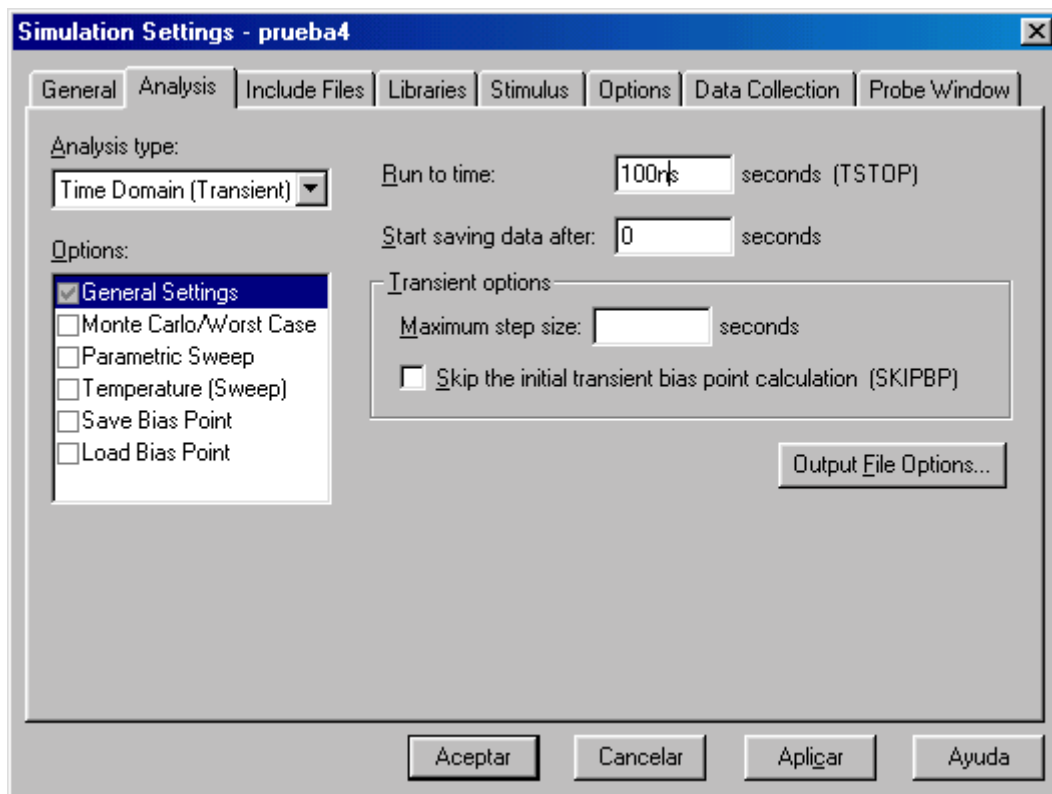 Simulation Settings - prueba4
General Analysis Include Files Libraries Stimulus Options Data Collection Probe Window
Analysis type:
Time Domain (Transient)
Options:
General Settings
Monte Carlo/Worst Case
Parametric Sweep
Temperature (Sweep)
Save Bias Point
Load Bias Point
Run to time: 100ns seconds (TSTOP)
Start saving data after: 0 seconds
Transient options
Maximum step size: seconds
Skip the initial transient bias point calculation (SKIPBP)
Output File Options...
Aceptar Cancelar Aplicar Ayuda